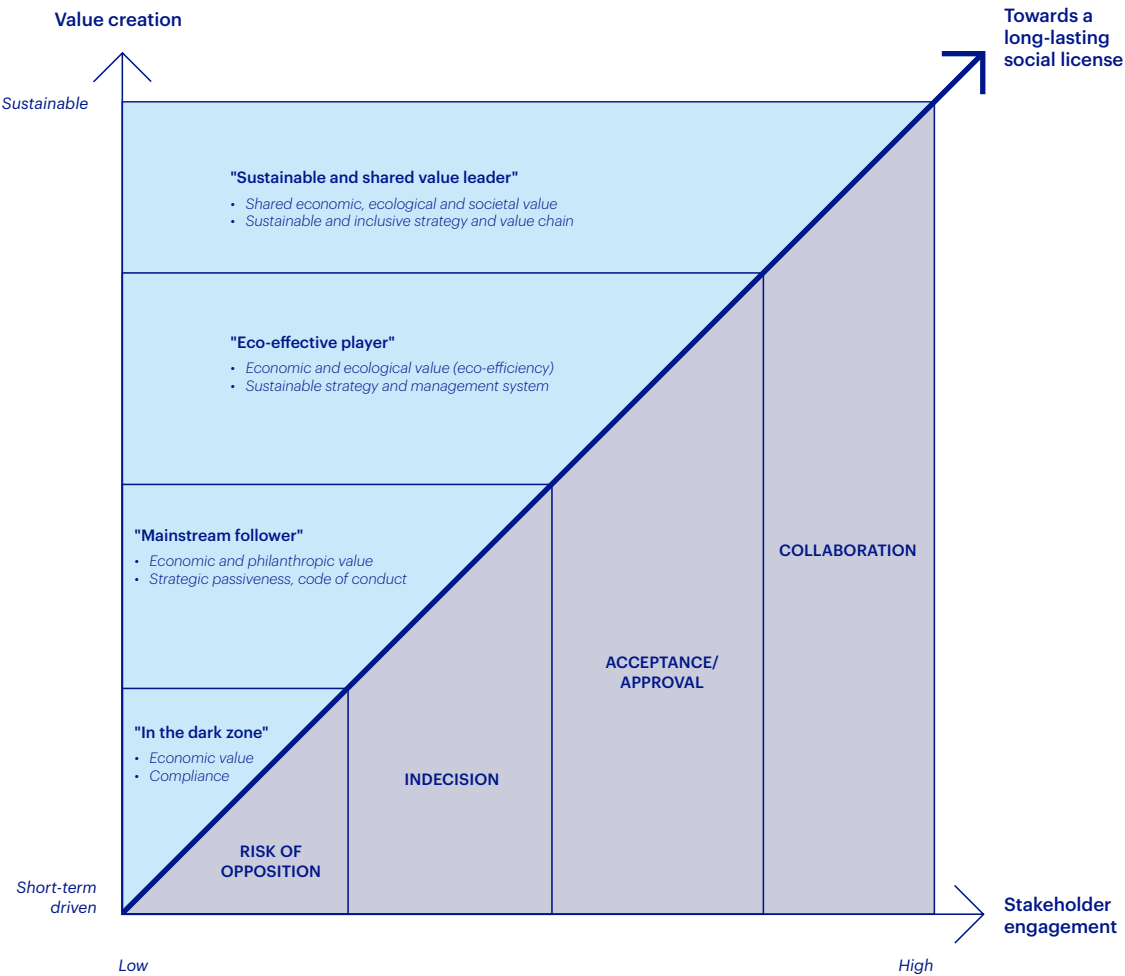 Value creation
Towards a
long-lasting
social license
Sustainable
"Sustainable and shared value leader"
• Shared economic, ecological and societal value
• Sustainable and inclusive strategy and value chain
"Eco-effective player"
• Economic and ecological value (eco-efficiency)
• Sustainable strategy and management system
"Mainstream follower"
• Economic and philanthropic value
• Strategic passiveness, code of conduct
COLLABORATION
ACCEPTANCE/
APPROVAL
"In the dark zone"
• Economic value
• Compliance
INDECISION
RISK OF
OPPOSITION
Short-term
driven
Stakeholder
engagement
Low
High